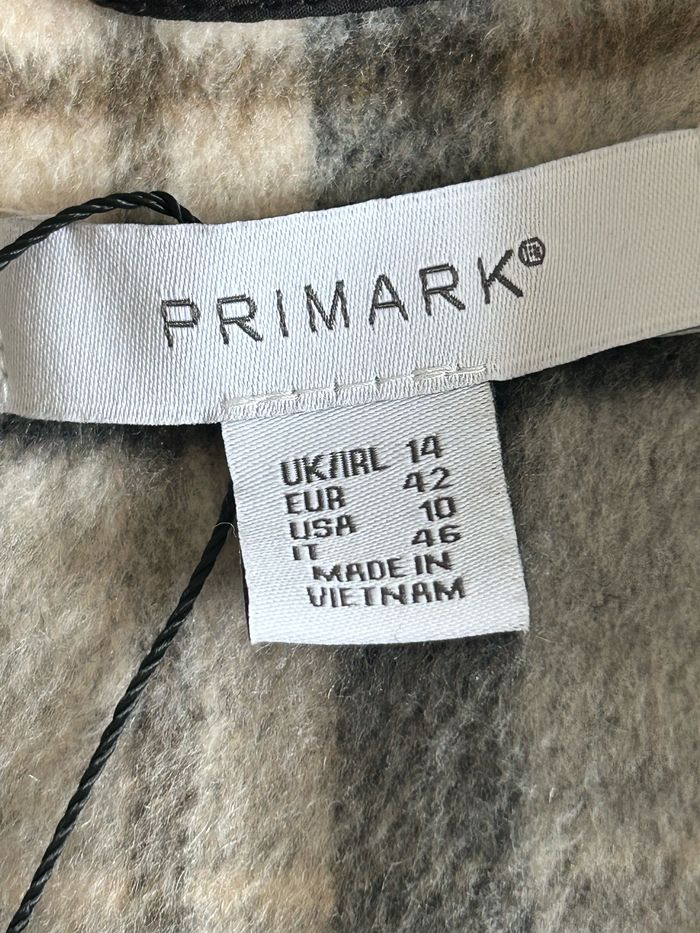 PRIMARK®
UK/IRL 14
EUR 42
USA 10
IT 46
MADE IN
VIETNAM